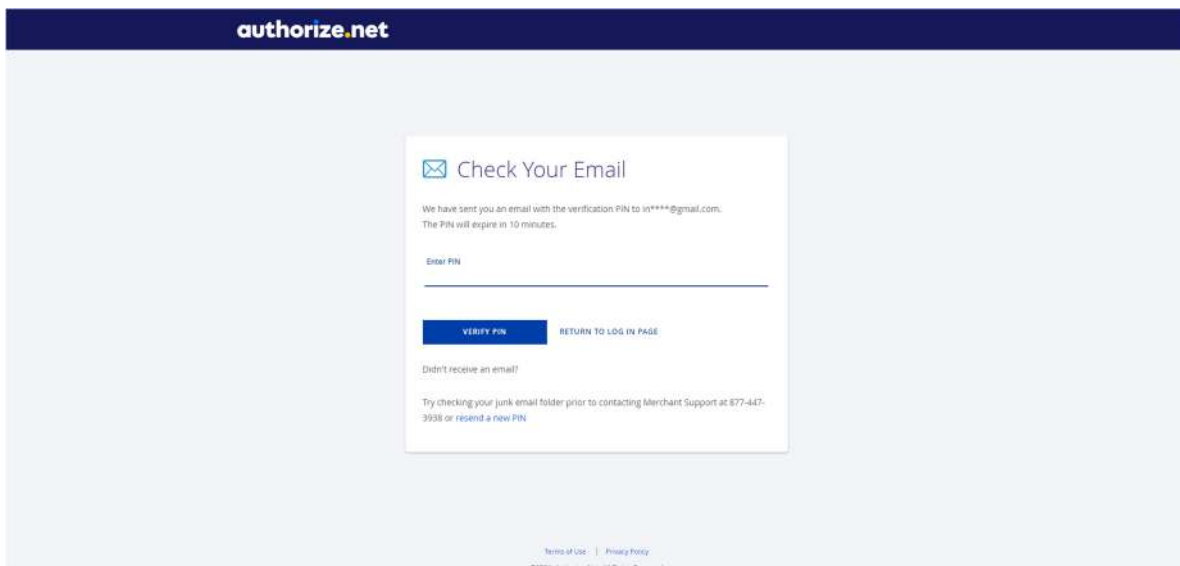 authorize.net
Check Your Email
We have sent you an email with the verification PIN to in****@gmail.com.
The PIN will expire in 10 minutes.
Enter PIN
VERIFY PIN RETURN TO LOG IN PAGE
Didn't receive an email?
Try checking your junk email folder prior to contacting Merchant Support at 877-447-
3938 or resend a new PIN
Terms of Use | Privacy Policy